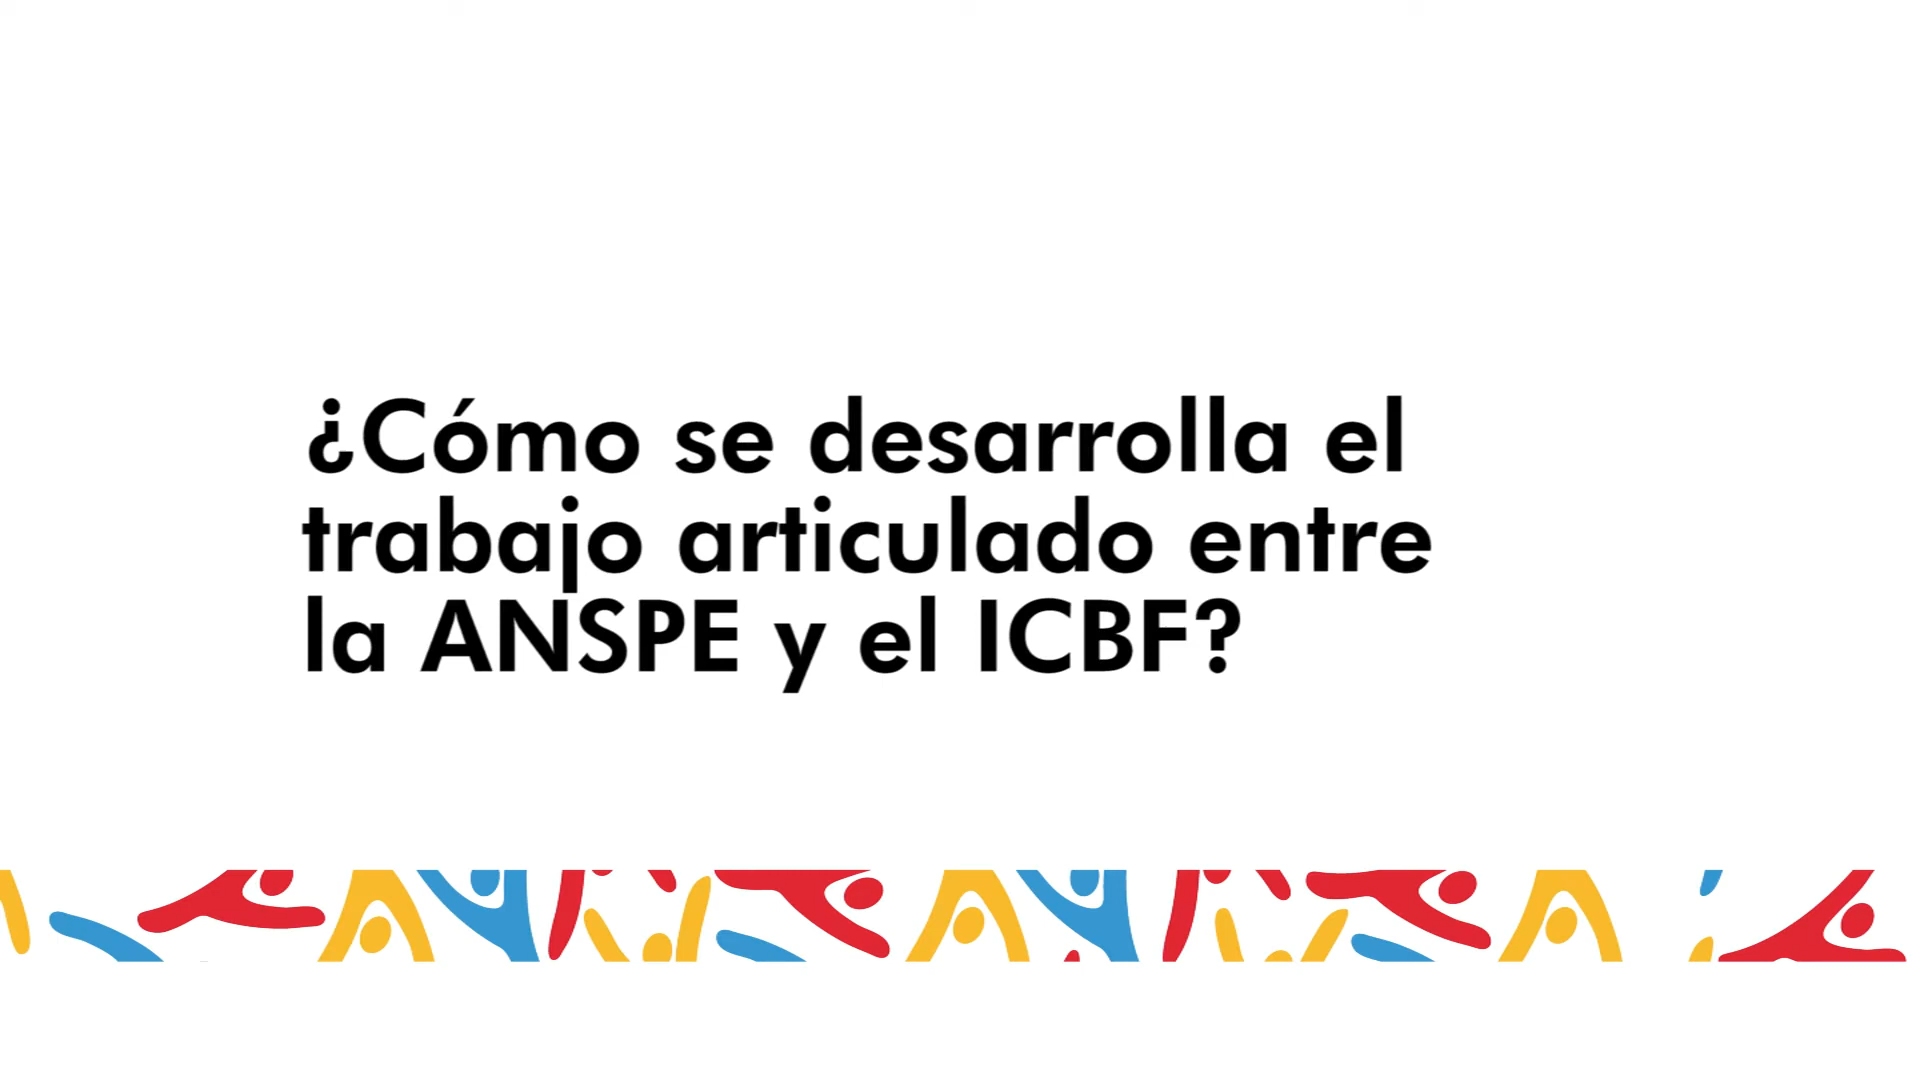 ¿Cómo se desarrolla el
trabajo articulado entre
la ANSPE y el ICBF?